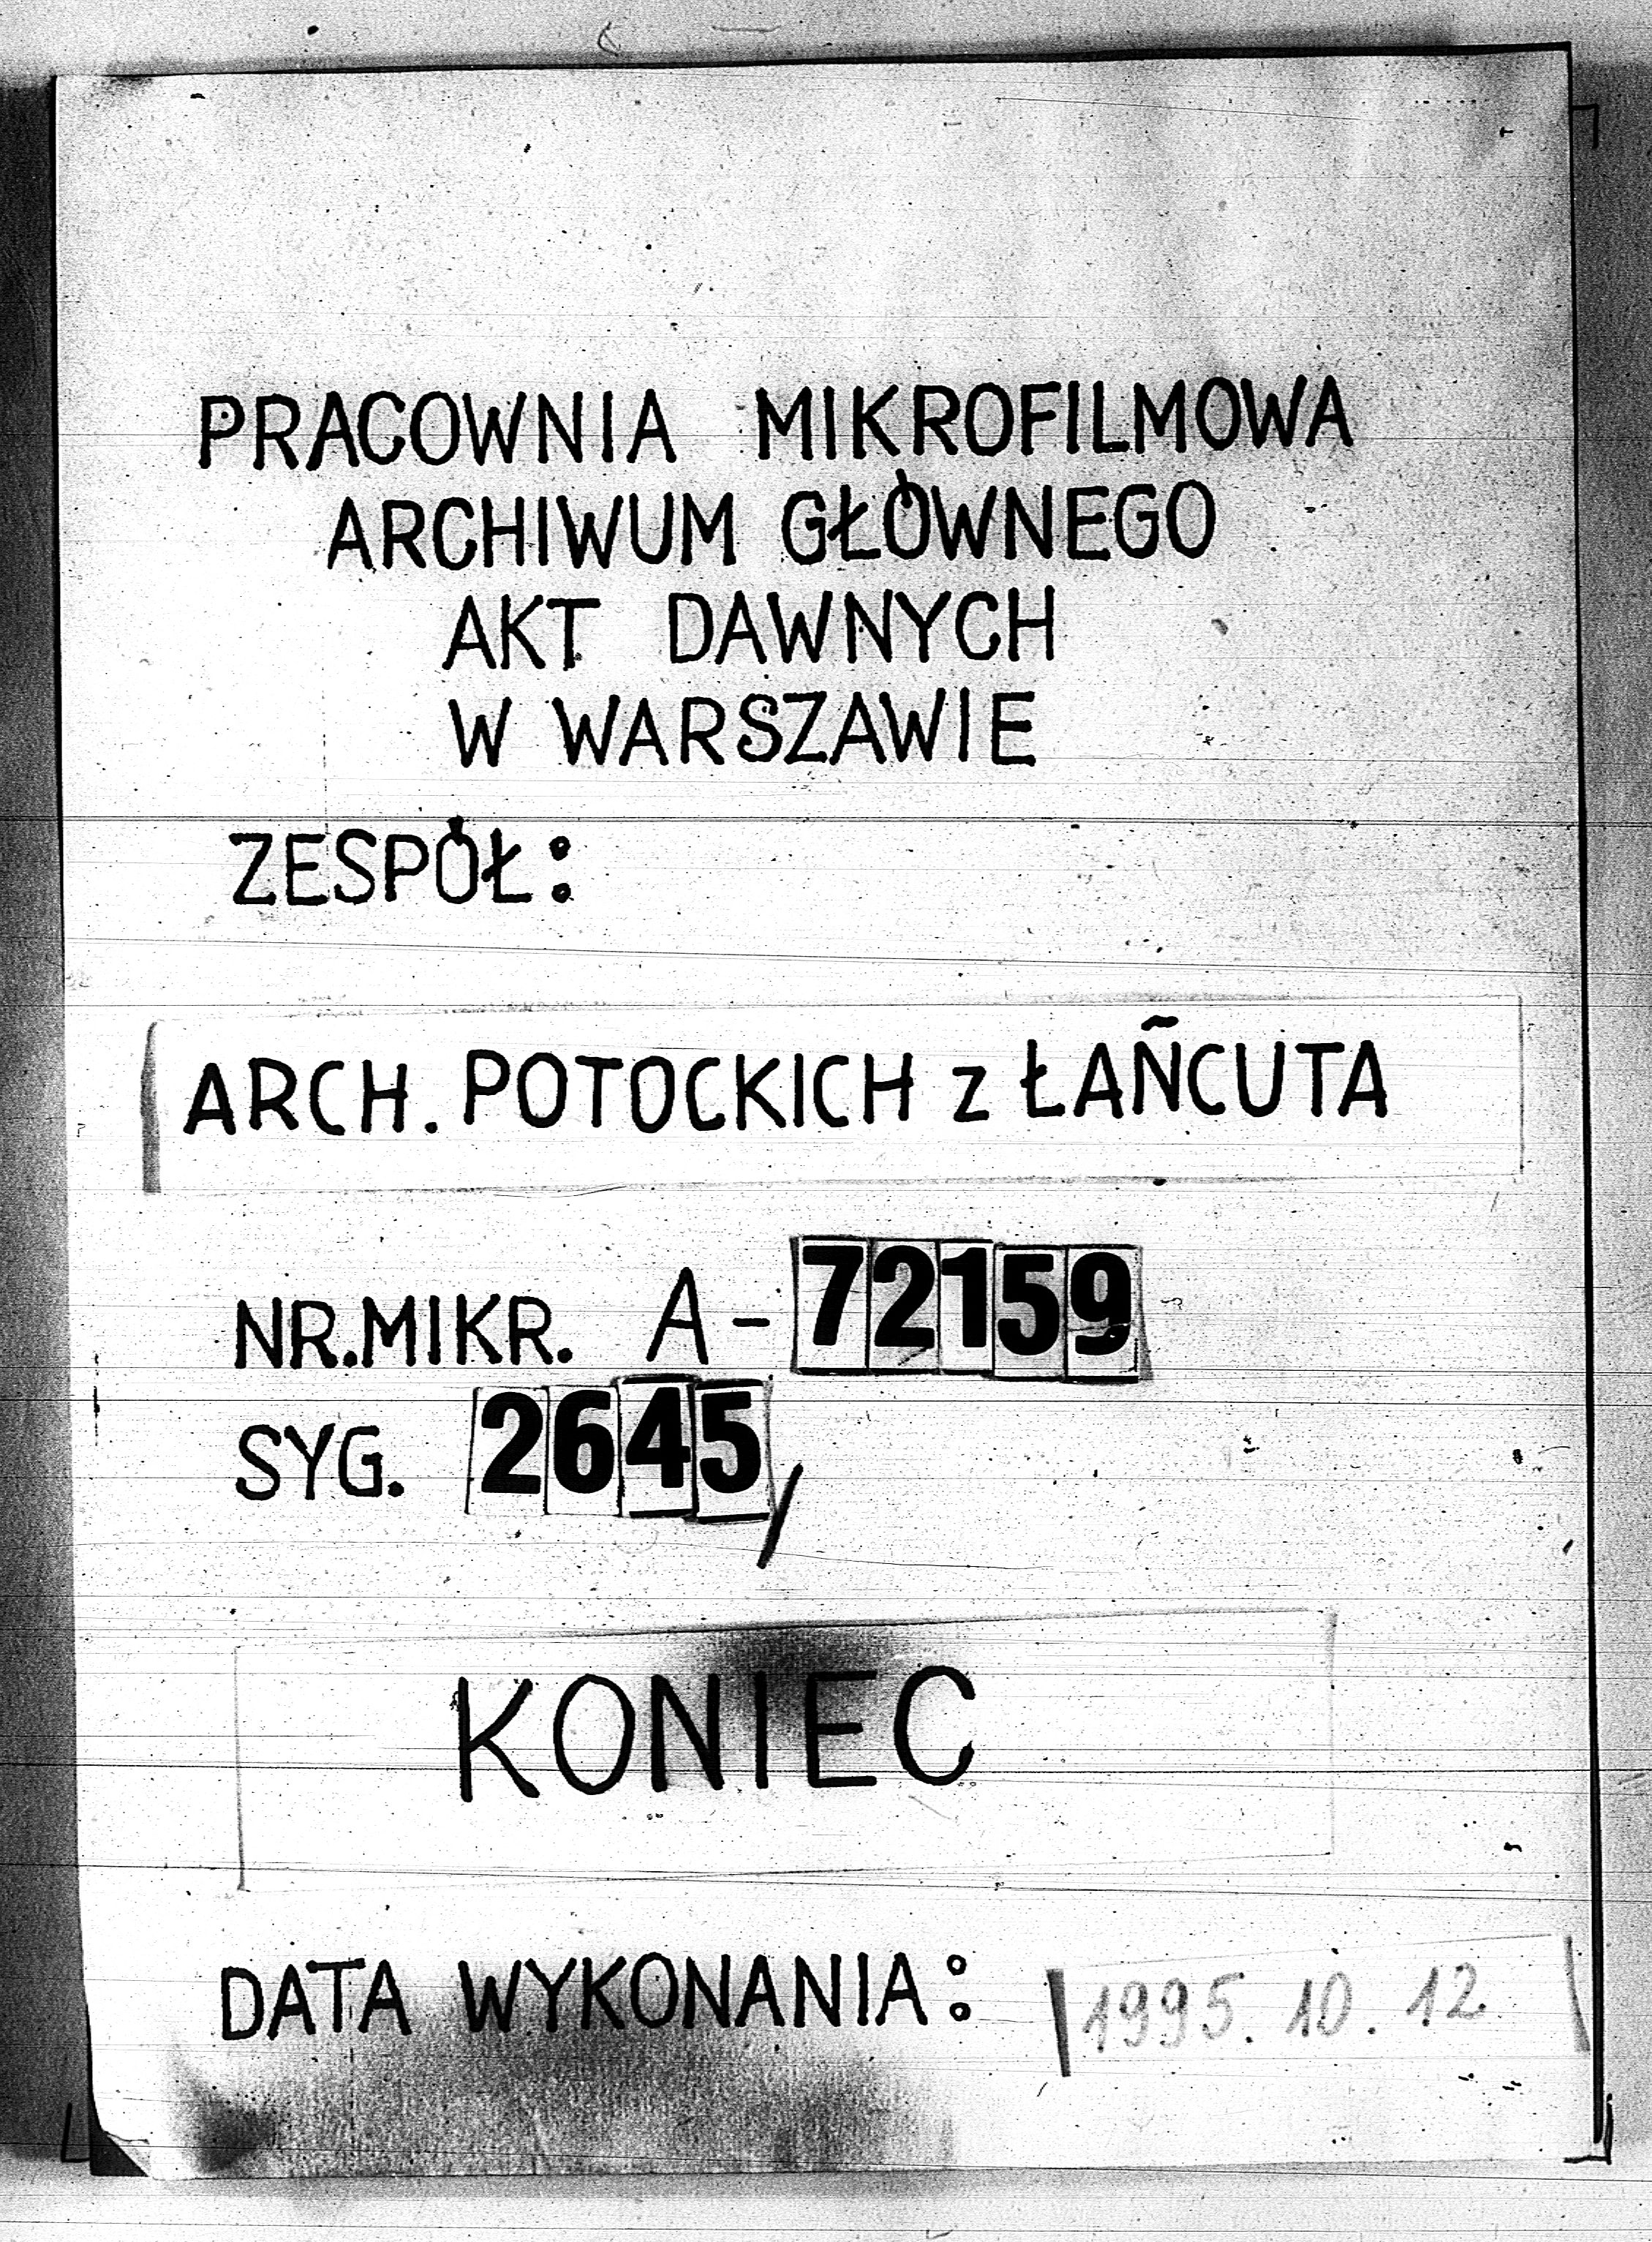 PRACOWNIA MIKROFILMOWA
ARCHIWUM GŁÓWNEGO
AKT DAWNYCH
W WARSZAWIE
ZESPÓŁ:
ARCH. POTOCKICH z ŁAŃCUTA
NR.MIKR. A-72159
SYG. 2645,
KONIEC
DATA WYKONANIA: 1995.10.12